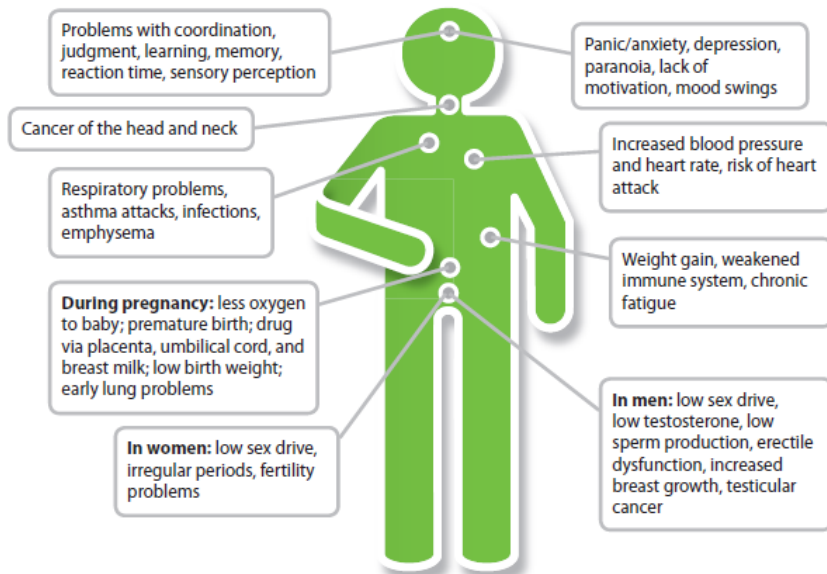 Problems with coordination,
judgment, learning, memory,
reaction time, sensory perception
Panic/anxiety, depression,
paranoia, lack of
motivation, mood swings
Cancer of the head and neck
Increased blood pressure
and heart rate, risk of heart
attack
Respiratory problems,
asthma attacks, infections,
emphysema
Weight gain, weakened
immune system, chronic
fatigue
During pregnancy: less oxygen
to baby; premature birth; drug
via placenta, umbilical cord, and
breast milk; low birth weight;
early lung problems
In men: low sex drive,
low testosterone, low
sperm production, erectile
dysfunction, increased
breast growth, testicular
cancer
In women: low sex drive,
irregular periods, fertility
problems